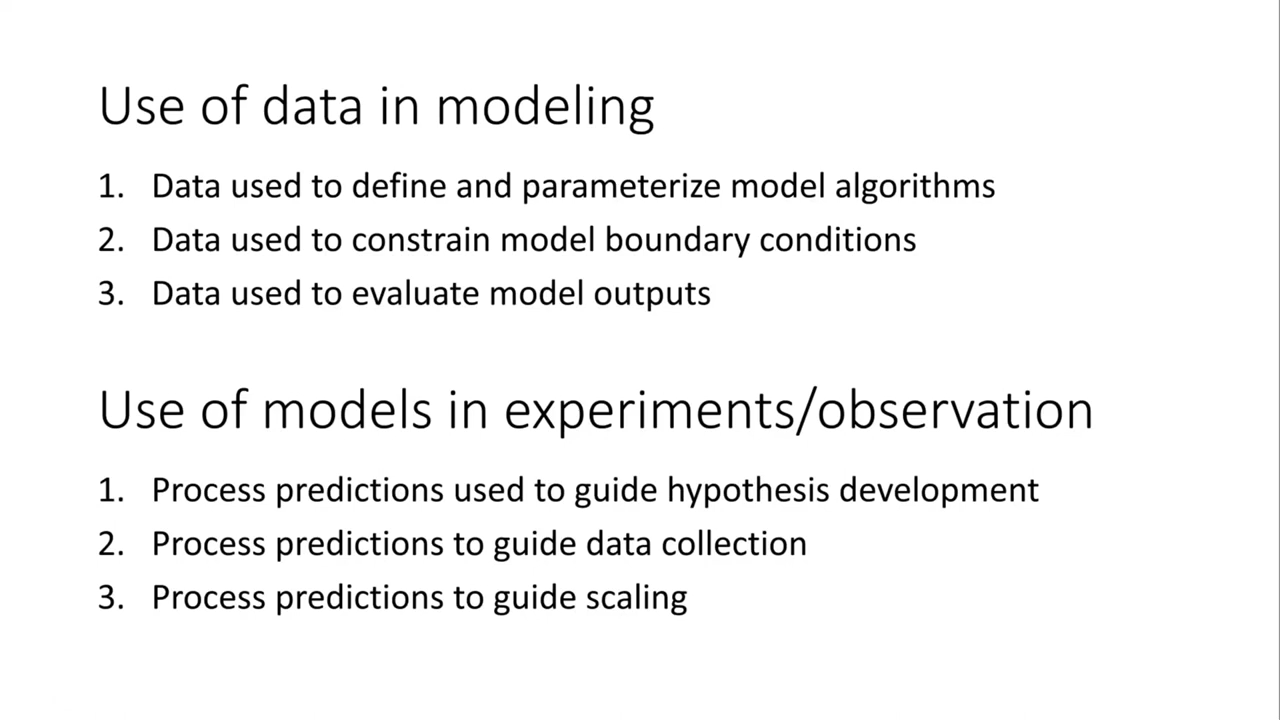 Use of data in modeling
1. Data used to define and parameterize model algorithms
2. Data used to constrain model boundary conditions
3. Data used to evaluate model outputs
Use of models in experiments/observation
1. Process predictions used to guide hypothesis development
2. Process predictions to guide data collection
3. Process predictions to guide scaling